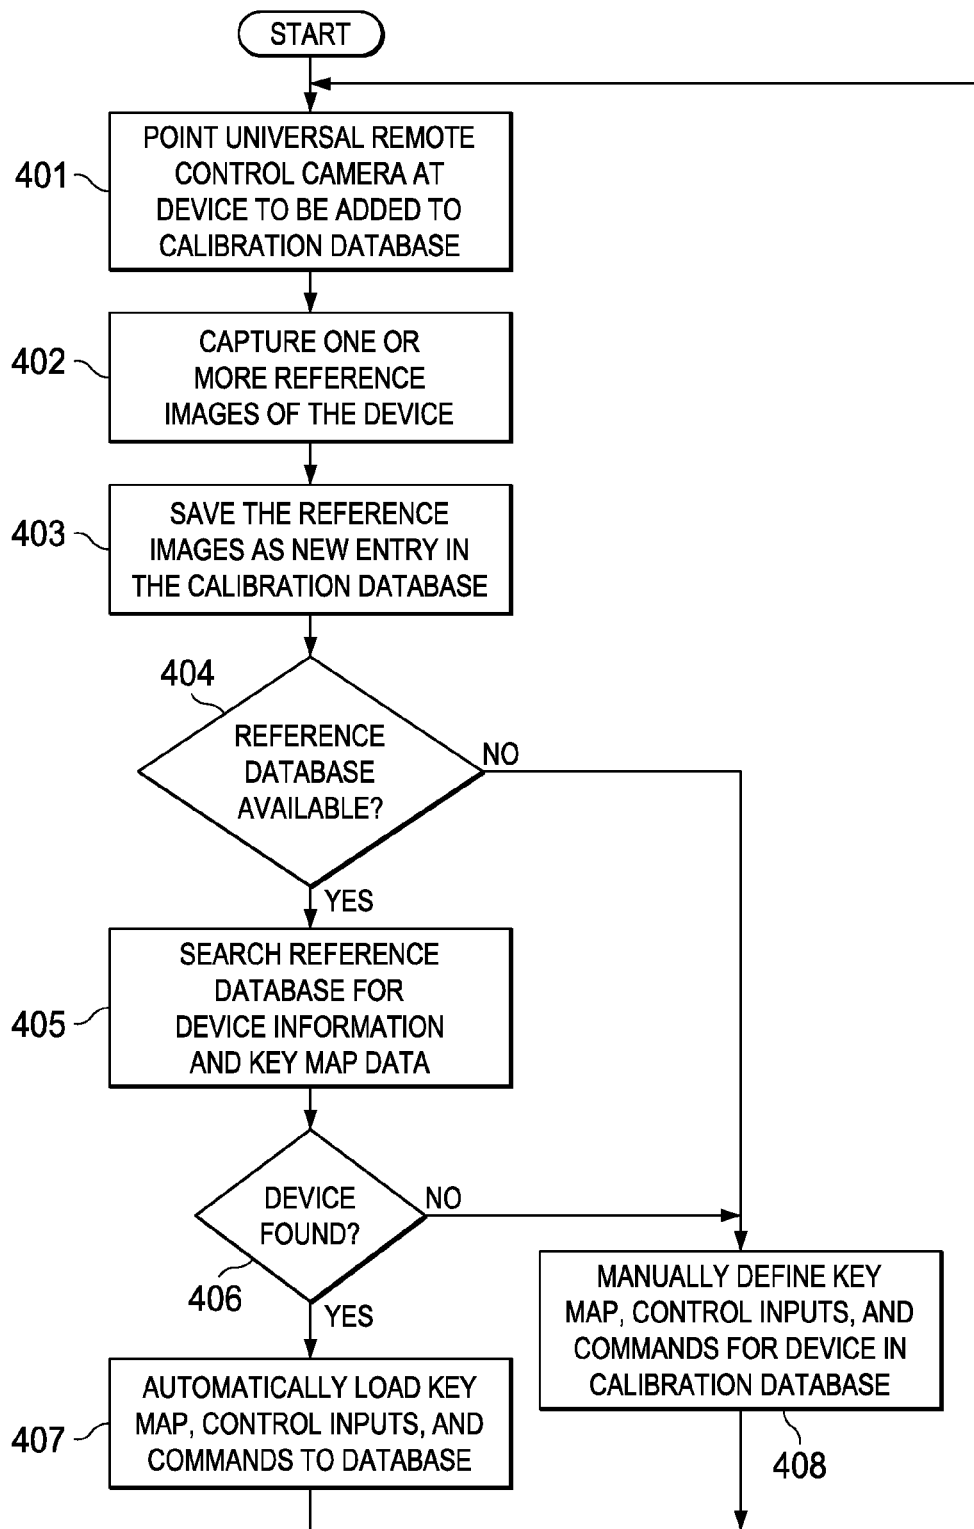 START
401
POINT UNIVERSAL REMOTE
CONTROL CAMERA AT
DEVICE TO BE ADDED TO
CALIBRATION DATABASE
402
CAPTURE ONE OR
MORE REFERENCE
IMAGES OF THE DEVICE
403
SAVE THE REFERENCE
IMAGES AS NEW ENTRY IN
THE CALIBRATION DATABASE
404
REFERENCE
DATABASE
AVAILABLE?
NO
YES
405
SEARCH REFERENCE
DATABASE FOR
DEVICE INFORMATION
AND KEY MAP DATA
DEVICE
FOUND?
NO
406
YES
MANUALLY DEFINE KEY
MAP, CONTROL INPUTS, AND
COMMANDS FOR DEVICE IN
CALIBRATION DATABASE
408
407
AUTOMATICALLY LOAD KEY
MAP, CONTROL INPUTS, AND
COMMANDS TO DATABASE